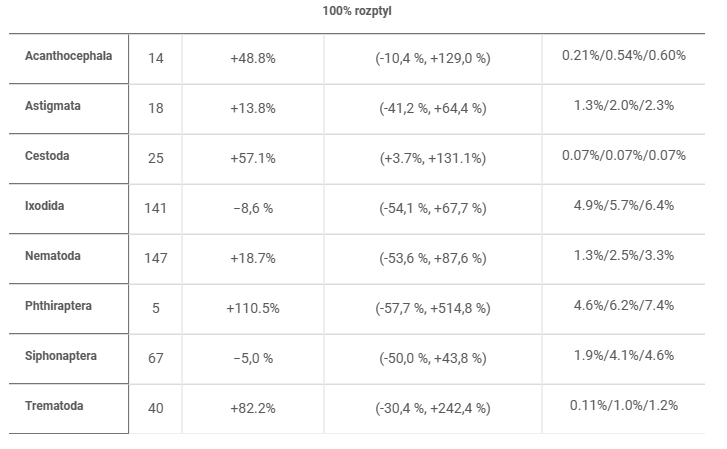 100% rozptyl
Acanthocephala 14 +48.8% (-10,4 %, +129,0 %) 0.21%/0.54%/0.60%
Astigmata 18 +13.8% (-41,2 %, +64,4 %) 1.3%/2.0%/2.3%
Cestoda 25 +57.1% (+3.7%, +131.1%) 0.07%/0.07%/0.07%
Ixodida 141 −8,6 % (-54,1 %, +67,7 %) 4.9%/5.7%/6.4%
Nematoda 147 +18.7% (-53,6 %, +87,6 %) 1.3%/2.5%/3.3%
Phthiraptera 5 +110.5% (-57,7 %, +514,8 %) 4.6%/6.2%/7.4%
Siphonaptera 67 −5,0 % (-50,0 %, +43,8 %) 1.9%/4.1%/4.6%
Trematoda 40 +82.2% (-30,4 %, +242,4 %) 0.11%/1.0%/1.2%